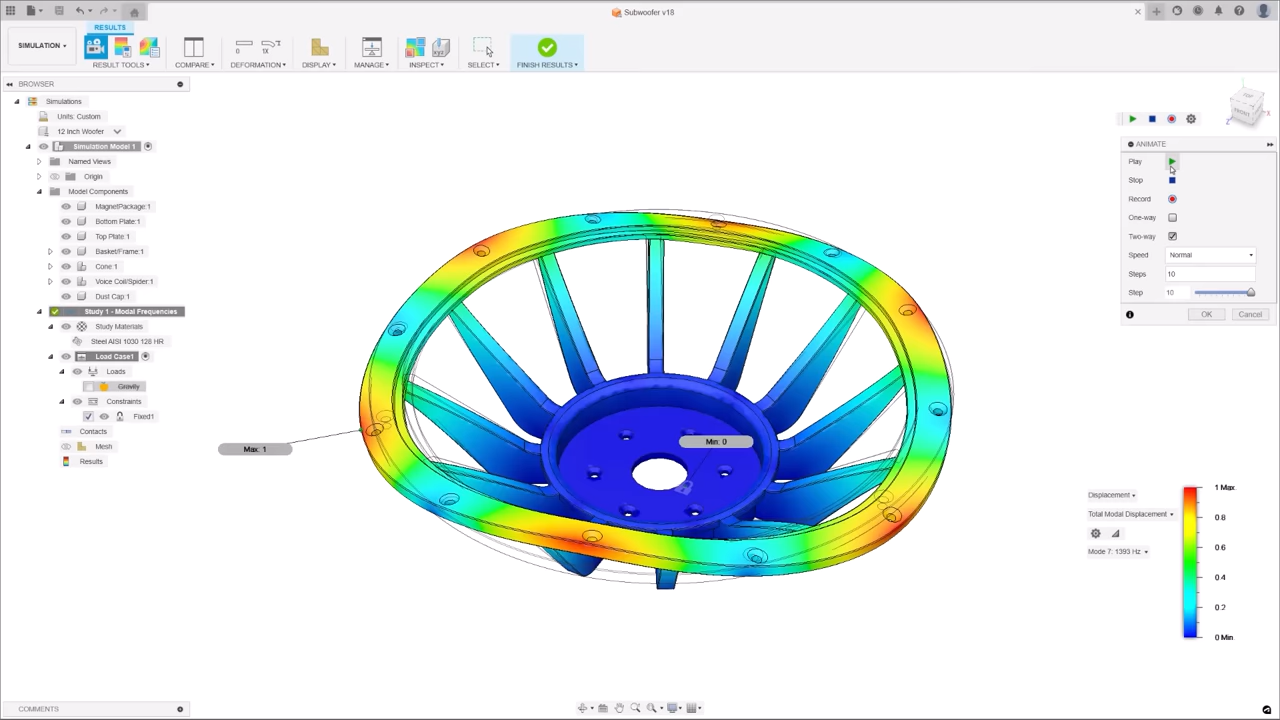 Subwoofer v18
RESULTS
SIMULATION
RESULT TOOLS
COMPARE
DEFORMATION
DISPLAY
MANAGE
INSPECT
SELECT
FINISH RESULTS
BROWSER
Simulations
Units: Custom
12 Inch Woofer
Simulation Model 1
Named Views
Origin
Model Components
MagnetPackage:1
Bottom Plate:1
Top Plate:1
Basket/Frame:1
Cone:1
Voice Coil/Spider:1
Dust Cap:1
Study 1 - Modal Frequencies
Study Materials
Steel AISI 1030 128 HR
Load Case1
Loads
Gravity
Constraints
Fixed1
Contacts
Mesh
Results
Max: 1
Min: 0
ANIMATE
Play
Stop
Record
One-way
Two-way
Speed Normal
Steps 10
Step 10
OK Cancel
Displacement
Total Modal Displacement
Mode 7: 1393 Hz
1 Max.
0.8
0.6
0.4
0.2
0 Min.
COMMENTS